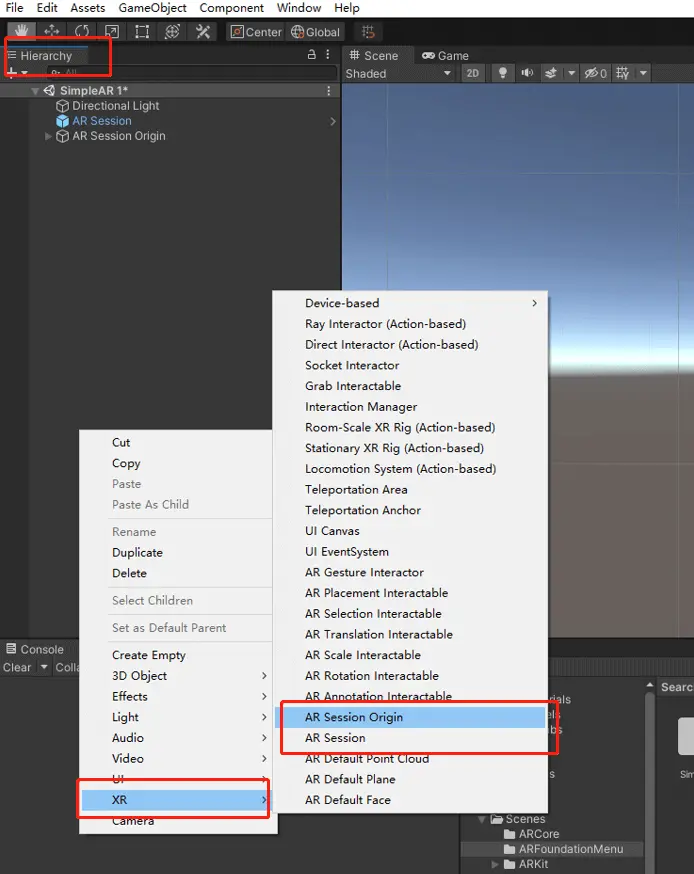 File Edit Assets GameObject Component Window Help
Center Global
Hierarchy
Scene Game
All
Shaded 2D 0
SimpleAR 1*
Directional Light
AR Session
AR Session Origin
Device-based
Ray Interactor (Action-based)
Direct Interactor (Action-based)
Socket Interactor
Grab Interactable
Interaction Manager
Room-Scale XR Rig (Action-based)
Stationary XR Rig (Action-based)
Locomotion System (Action-based)
Teleportation Area
Teleportation Anchor
UI Canvas
UI EventSystem
AR Gesture Interactor
AR Placement Interactable
AR Selection Interactable
AR Translation Interactable
AR Scale Interactable
AR Rotation Interactable
AR Annotation Interactable
AR Session Origin
AR Session
AR Default Point Cloud
AR Default Plane
AR Default Face
Cut
Copy
Paste
Paste As Child
Rename
Duplicate
Delete
Select Children
Set as Default Parent
Create Empty
3D Object
Effects
Light
Audio
Video
UI
XR
Camera
Console
Clear Colla
Searc
ials
els
bs
s
Sim
Scenes
ARCore
ARFoundationMenu
ARKit